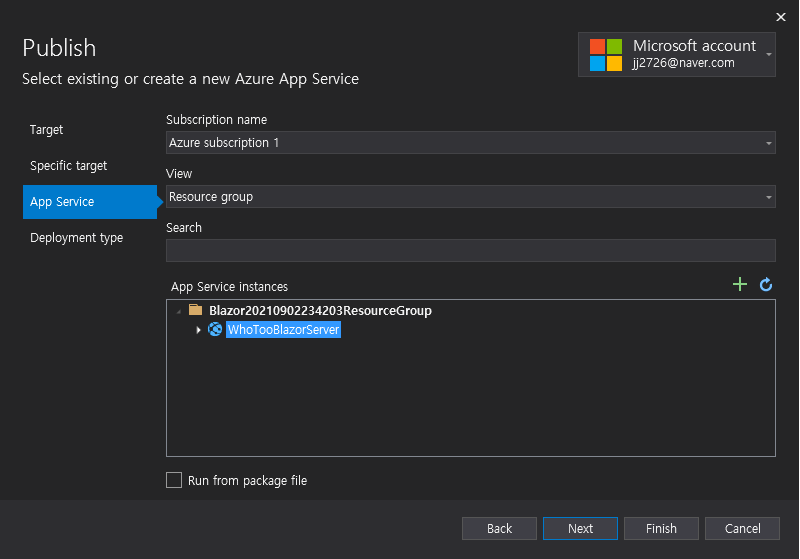 Publish
Select existing or create a new Azure App Service
Microsoft account
jj2726@naver.com
Target
Specific target
App Service
Deployment type
Subscription name
Azure subscription 1
View
Resource group
Search
App Service instances
Blazor20210902234203ResourceGroup
WhoTooBlazorServer
Run from package file
Back
Next
Finish
Cancel